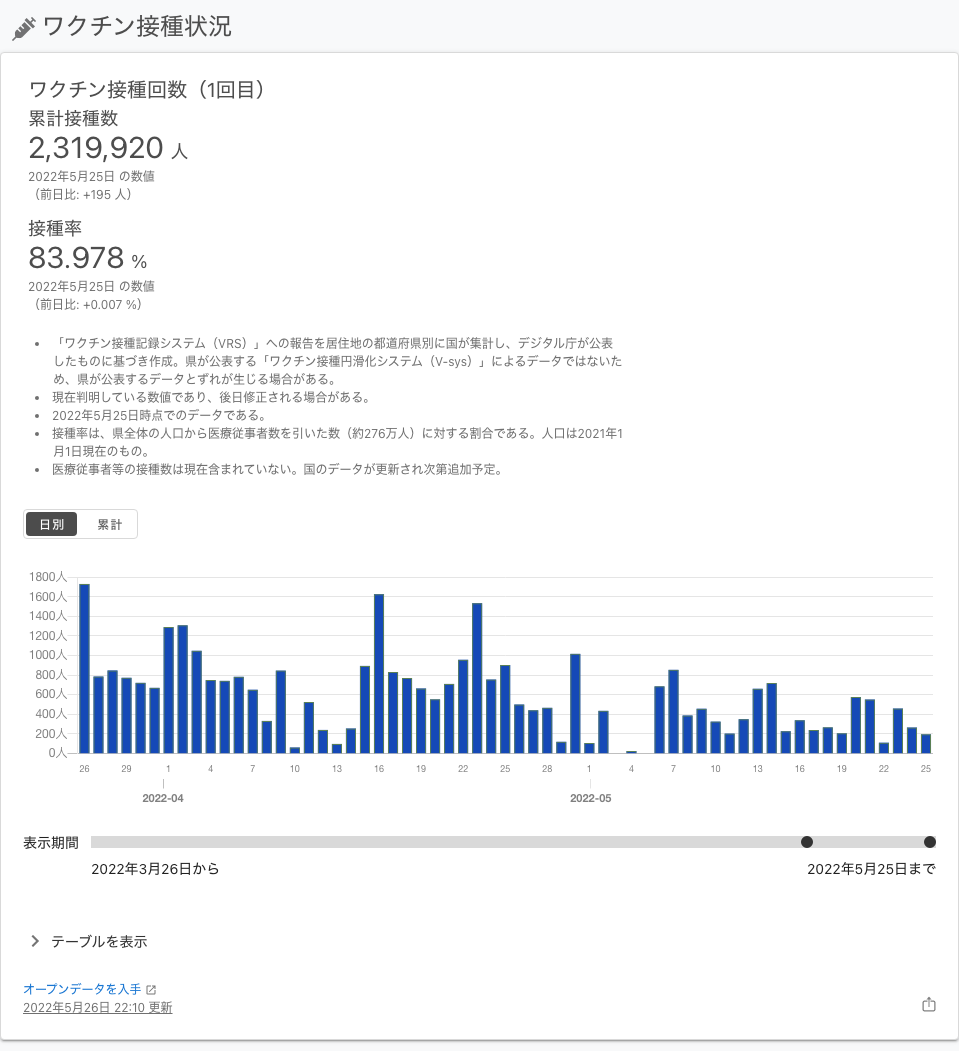 ワクチン接種状況
ワクチン接種回数（1回目）
累計接種数
2,319,920 人
2022年5月25日 の数値
（前日比: +195 人）
接種率
83.978 %
2022年5月25日 の数値
（前日比: +0.007 %）
「ワクチン接種記録システム（VRS）」への報告を居住地の都道府県別に国が集計し、デジタル庁が公表
したものに基づき作成。県が公表する「ワクチン接種円滑化システム（V-sys）」によるデータではないた
め、県が公表するデータとずれが生じる場合がある。
現在判明している数値であり、後日修正される場合がある。
2022年5月25日時点でのデータである。
接種率は、県全体の人口から医療従事者数を引いた数（約276万人）に対する割合である。人口は2021年1
月1日現在のもの。
医療従事者等の接種数は現在含まれていない。国のデータが更新され次第追加予定。
日別 累計
1800人
1600人
1400人
1200人
1000人
800人
600人
400人
200人
0人
26 29 1 4 7 10 13 16 19 22 25 28 1 4 7 10 13 16 19 22 25
2022-04 2022-05
表示期間
2022年3月26日から 2022年5月25日まで
テーブルを表示
オープンデータを入手
2022年5月26日 22:10 更新